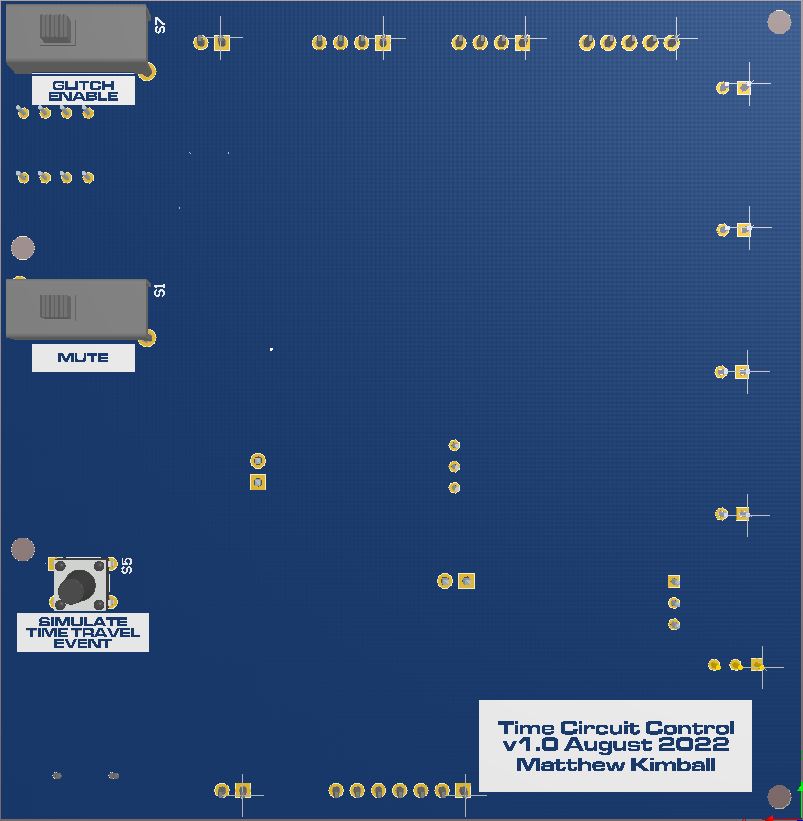 S7
GLITCH
ENABLE
S1
MUTE
S5
SIMULATE
TIME TRAVEL
EVENT
Time Circuit Control
v1.0 August 2022
Matthew Kimball